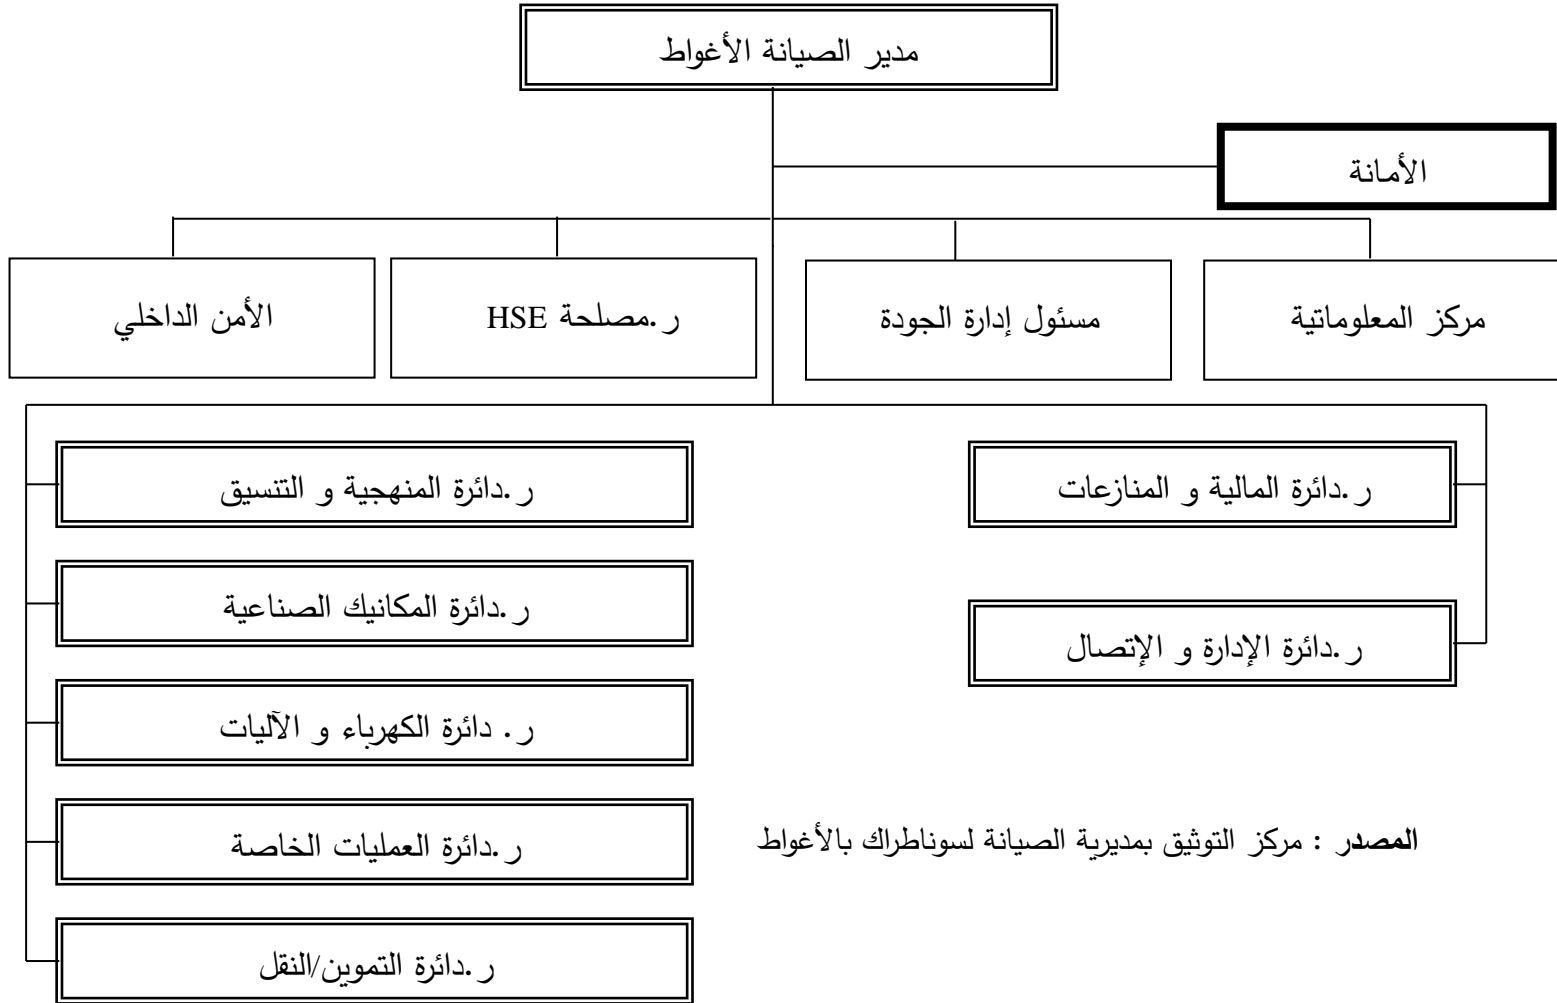 مدير الصيانة الأغواط
الأمانة
مركز المعلوماتية
مسئول إدارة الجودة
ر.مصلحة HSE
الأمن الداخلي
ر.دائرة المالية و المنازعات
ر.دائرة المنهجية و التنسيق
ر.دائرة المكانيك الصناعية
ر.دائرة الإدارة و الإتصال
ر. دائرة الكهرباء و الآليات
ر.دائرة العمليات الخاصة
المصدر : مركز التوثيق بمديرية الصيانة لسوناطراك بالأغواط
ر.دائرة التموين/النقل